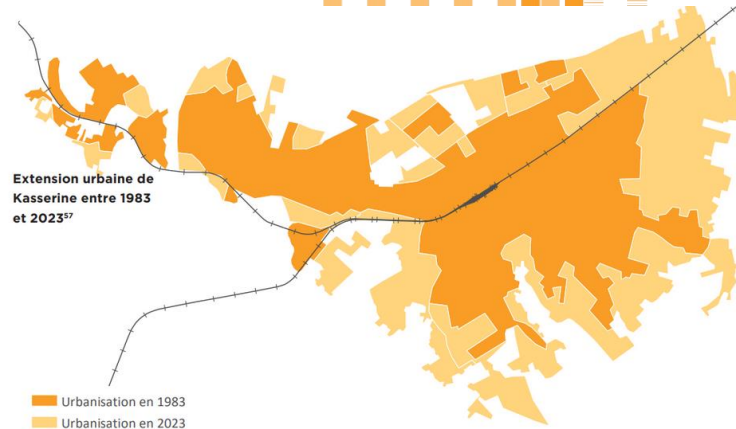 Extension urbaine de
Kasserine entre 1983
et 2023⁵⁷
Urbanisation en 1983
Urbanisation en 2023